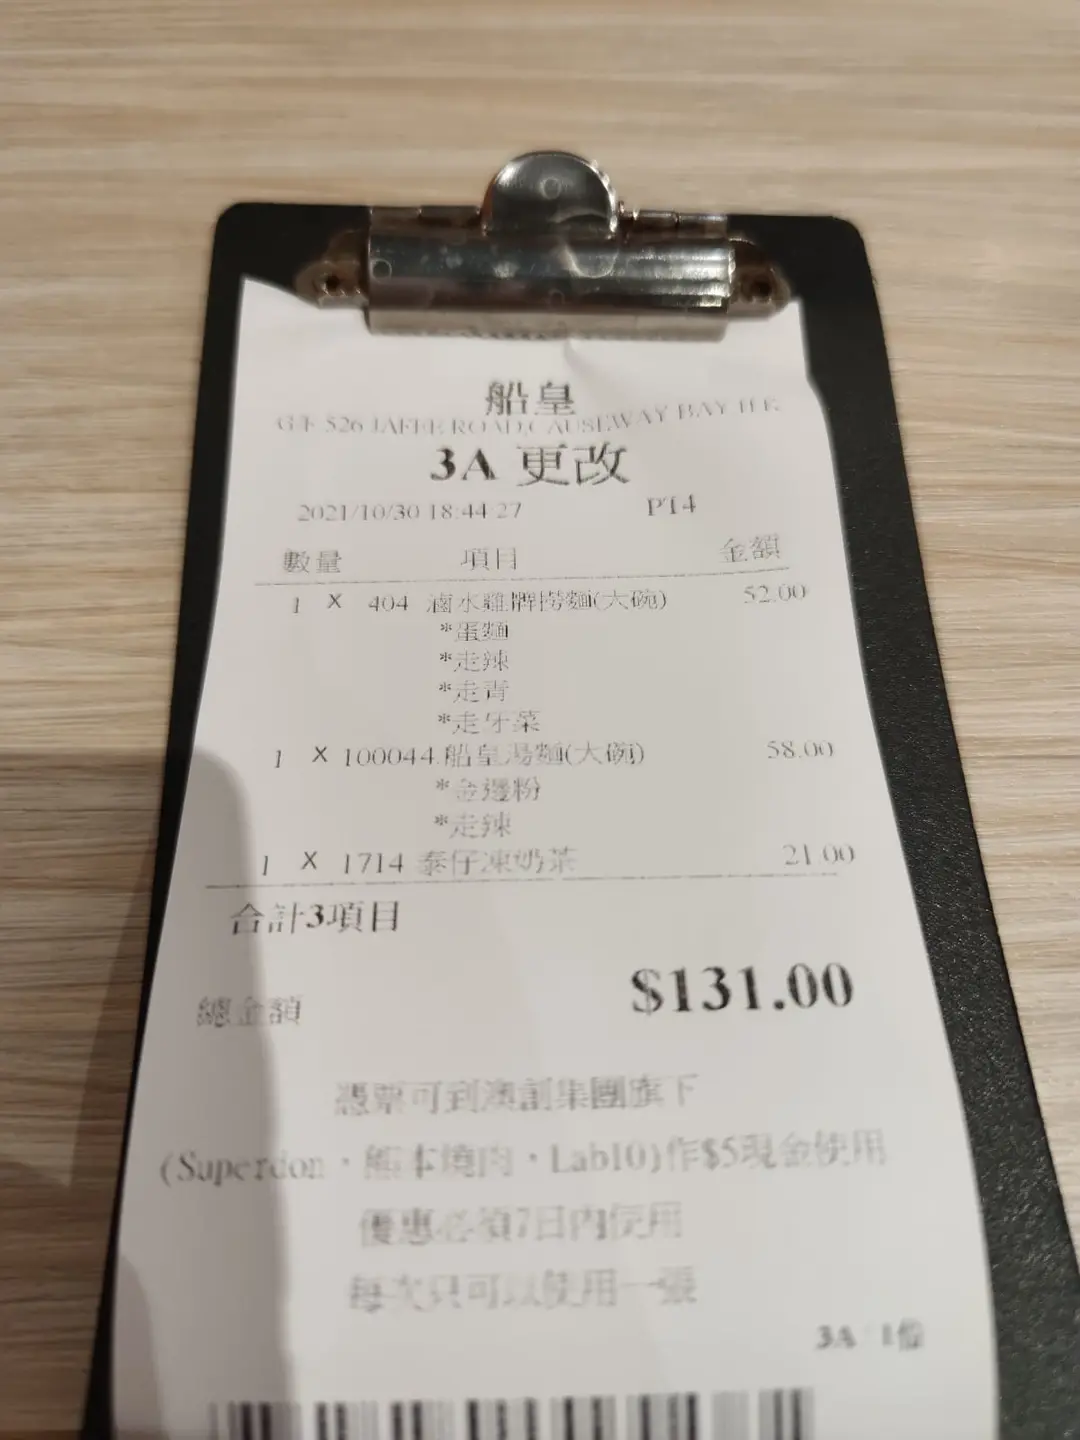 船皇
G/F 526 JAFFE ROAD,CAUSEWAY BAY H K
3A 更改
2021/10/30 18:44:27 PT4
數量 項目 金額
1 X 404 滷水雞髀撈麵(大碗) 52.00
*蛋麵
*走辣
*走青
*走牙菜
1 X 100044 船皇湯麵(大碗) 58.00
*金邊粉
*走辣
1 X 1714 泰仔凍奶茶 21.00
合計3項目
總金額 $131.00
憑單可到澳創集團旗下
(Superdon・熊本燒肉・Lab10)作$5現金使用
優惠必須7日內使用
每次只可以使用一張
3A / 1位